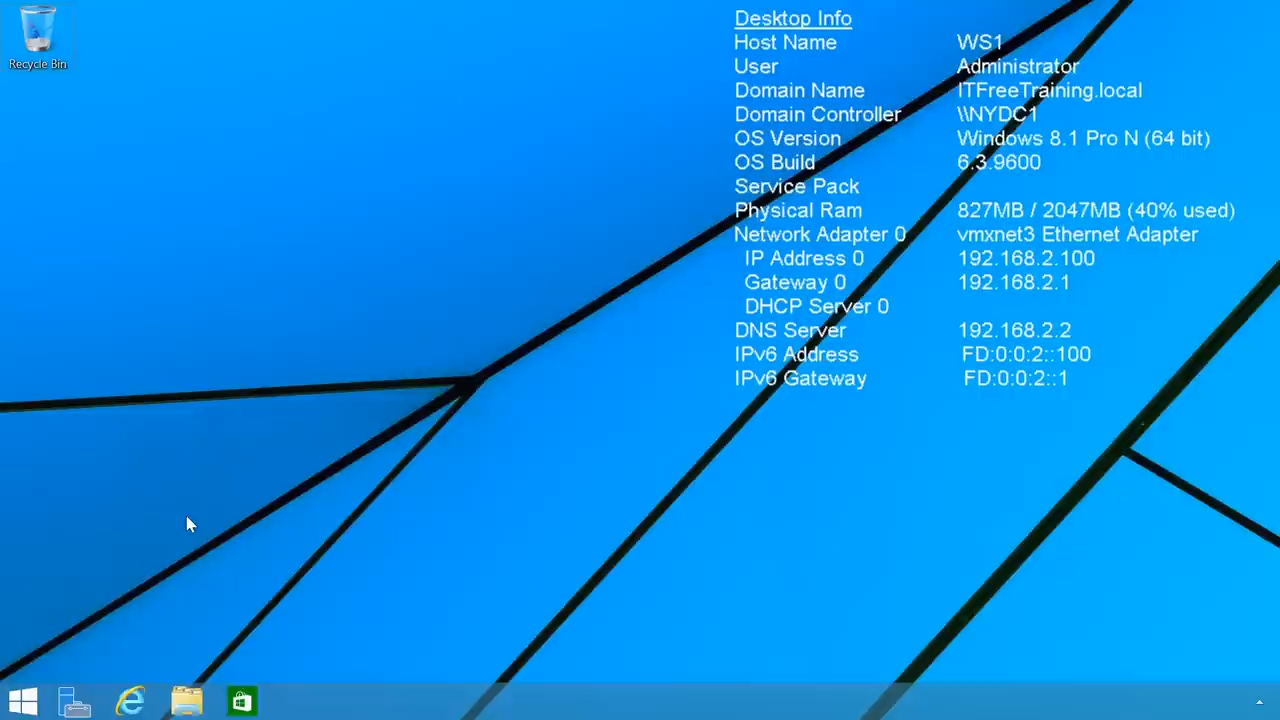 Recycle Bin
Desktop Info
Host Name WS1
User Administrator
Domain Name ITFreeTraining.local
Domain Controller \\NYDC1
OS Version Windows 8.1 Pro N (64 bit)
OS Build 6.3.9600
Service Pack
Physical Ram 827MB / 2047MB (40% used)
Network Adapter 0 vmxnet3 Ethernet Adapter
IP Address 0 192.168.2.100
Gateway 0 192.168.2.1
DHCP Server 0
DNS Server 192.168.2.2
IPv6 Address FD:0:0:2::100
IPv6 Gateway FD:0:0:2::1